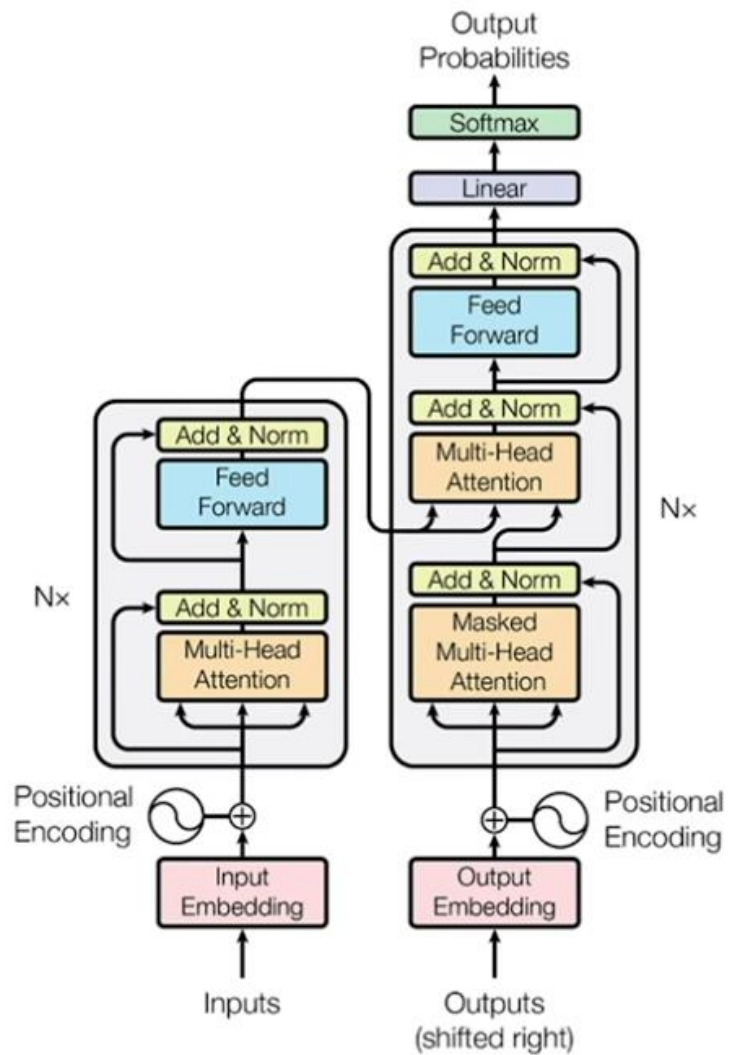 Output
Probabilities
Softmax
Linear
Add & Norm
Feed
Forward
Add & Norm
Multi-Head
Attention
Nx
Add & Norm
Masked
Multi-Head
Attention
Add & Norm
Feed
Forward
Nx
Add & Norm
Multi-Head
Attention
Positional
Encoding
Positional
Encoding
Input
Embedding
Output
Embedding
Inputs
Outputs
(shifted right)